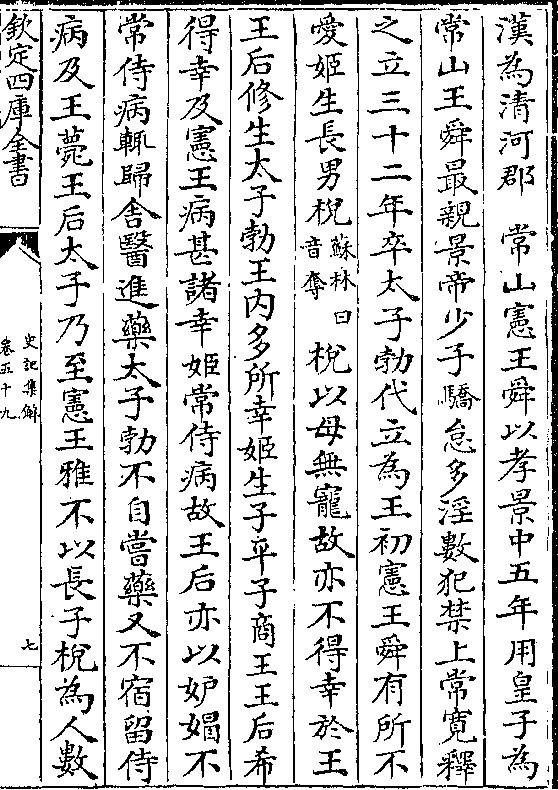 漢為清河郡　常山憲王舜以孝景中五年用皇子為
常山王舜最親景帝少子驕怠多淫數犯禁上常寬釋
之立三十二年卒太子勃代立為王初憲王舜有所不
愛姬生長男梲蘇林曰音奪梲以母無寵故亦不得幸於王
王后修生太子勃王內多所幸姬生子平子商王王后希
得幸及憲王病甚諸幸姬常侍病故王后亦以妒媢不
常侍病輒歸舍醫進藥太子勃不自嘗藥又不宿留侍
病及王薨王后太子乃至憲王雅不以長子梲為人數
欽定四庫全書
史記集解
卷五十九
七